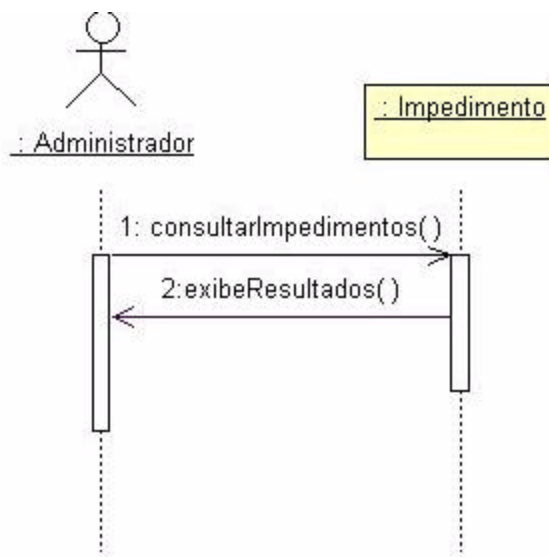 : Administrador
: Impedimento
1: consultarImpedimentos()
2:exibeResultados()